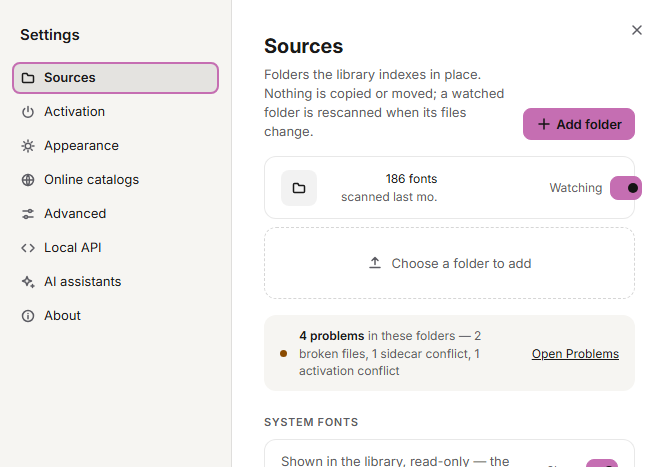 Settings
Sources
Activation
Appearance
Online catalogs
Advanced
Local API
AI assistants
About
Sources
Folders the library indexes in place.
Nothing is copied or moved; a watched
folder is rescanned when its files
change.
Add folder
186 fonts
scanned last mo.
Watching
Choose a folder to add
4 problems in these folders — 2
broken files, 1 sidecar conflict, 1
activation conflict
Open Problems
SYSTEM FONTS
Shown in the library, read-only — the